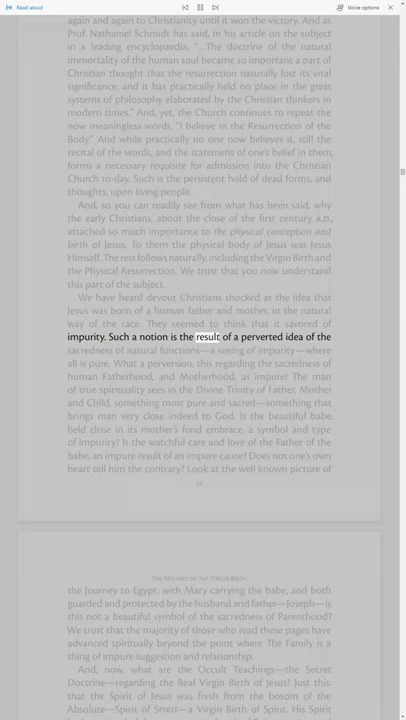 Read aloud
Voice options
again and again to Christianity until it won the victory. And as
Prof. Nathaniel Schmidt has said, in his article on the subject
in a leading encyclopaedia, “...The doctrine of the natural
immortality of the human soul became so important a part of
Christian thought that the resurrection naturally lost its vital
significance, and it has practically held no place in the great
systems of philosophy elaborated by the Christian thinkers in
modern times.” And, yet, the Church continues to repeat the
now meaningless words, “I believe in the Resurrection of the
Body.” And while practically no one now believes it, still the
recital of the words, and the statement of one's belief in them,
forms a necessary requisite for admission into the Christian
Church to-day. Such is the persistent hold of dead forms, and
thoughts, upon living people.
And, so you can readily see from what has been said, why
the early Christians, about the close of the first century A.D.,
attached so much importance to the physical conception and
birth of Jesus. To them the physical body of Jesus was Jesus
Himself. The rest follows naturally, including the Virgin Birth and
the Physical Resurrection. We trust that you now understand
this part of the subject.
We have heard devout Christians shocked at the idea that
Jesus was born of a human father and mother, in the natural
way of the race. They seemed to think that it savored of
impurity. Such a notion is the result of a perverted idea of the
sacredness of natural functions—a seeing of impurity—where
all is pure. What a perversion, this regarding the sacredness of
human Fatherhood, and Motherhood, as impure! The man
of true spirituality sees in the Divine Trinity of Father, Mother
and Child, something most pure and sacred—something that
brings man very close indeed to God. Is the beautiful babe,
held close in its mother's fond embrace, a symbol and type
of impurity? Is the watchful care and love of the Father of the
babe, an impure result of an impure cause? Does not one's own
heart tell him the contrary? Look at the well known picture of
The Mystery of the Virgin Birth
the Journey to Egypt, with Mary carrying the babe, and both
guarded and protected by the husband and father—Joseph—is
this not a beautiful symbol of the sacredness of Parenthood?
We trust that the majority of those who read these pages have
advanced spiritually beyond the point where The Family is a
thing of impure suggestion and relationship.
And, now, what are the Occult Teachings—the Secret
Doctrine—regarding the Real Virgin Birth of Jesus? Just this:
that the Spirit of Jesus was fresh from the bosom of the
Absolute—Spirit of SPIRIT—a Virgin Birth of Spirit. His Spirit